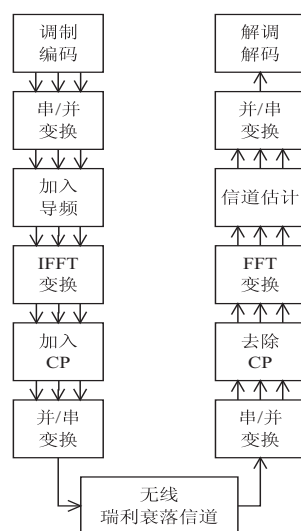 调制
编码
串/并
变换
加入
导频
IFFT
变换
加入
CP
并/串
变换
无线
瑞利衰落信道
串/并
变换
去除
CP
FFT
变换
信道估计
并/串
变换
解调
解码